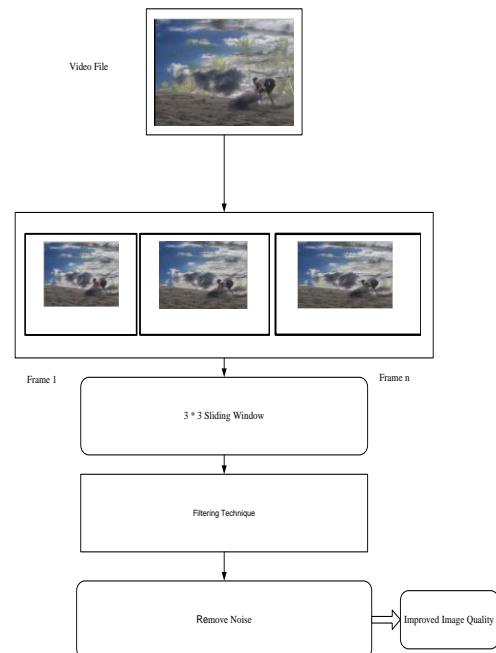 Video File
Frame 1
Frame n
3 * 3 Sliding Window
Filtering Technique
Remove Noise
Improved Image Quality